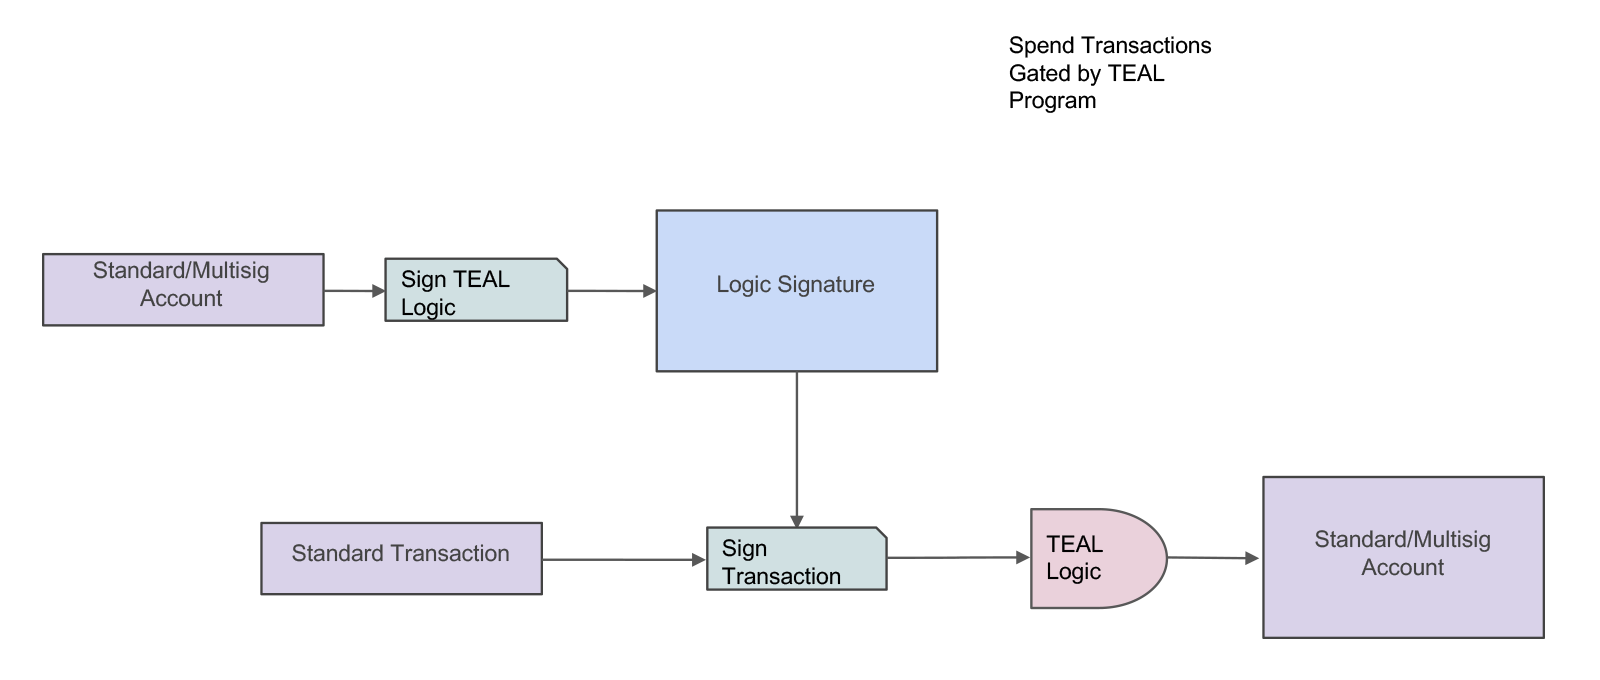 Spend Transactions
Gated by TEAL
Program
Standard/Multisig
Account
Sign TEAL
Logic
Logic Signature
Standard Transaction
Sign
Transaction
TEAL
Logic
Standard/Multisig
Account